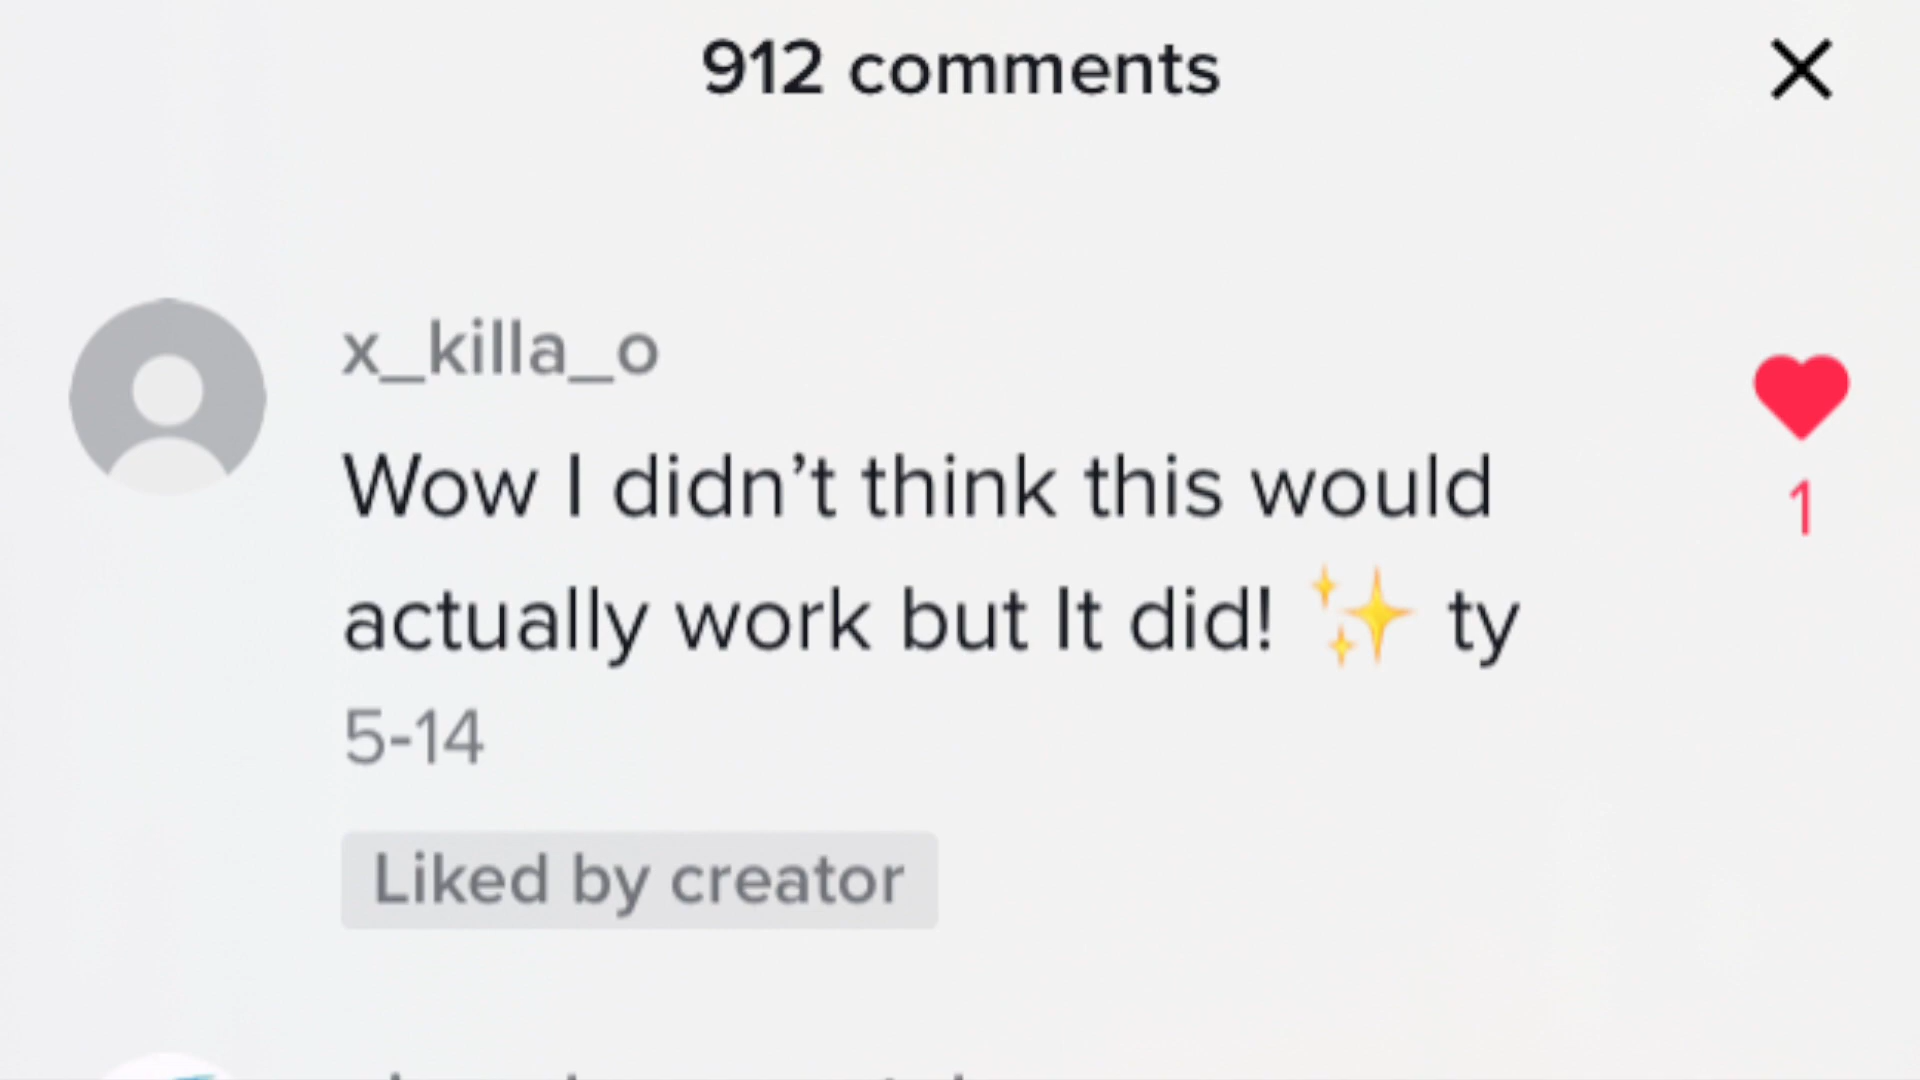 912 comments
x_killa_o
Wow I didn’t think this would
actually work but It did! ✨ ty
1
5-14
Liked by creator